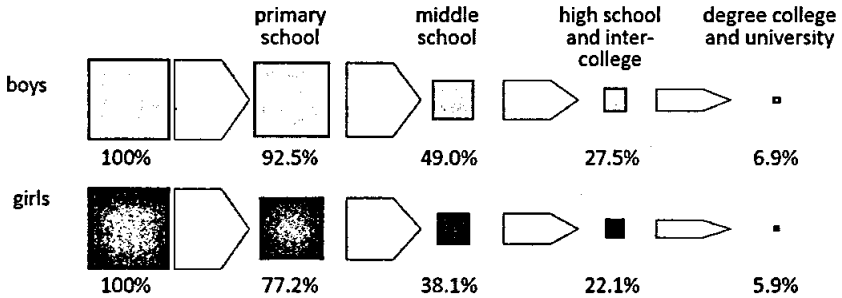 primary
school
middle
school
high school
and inter-
college
degree college
and university
boys
100%
92.5%
49.0%
27.5%
6.9%
girls
100%
77.2%
38.1%
22.1%
5.9%